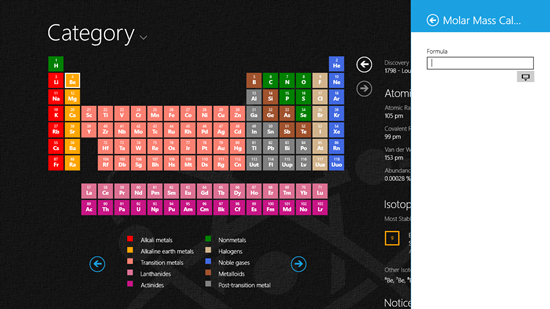 Category
Molar Mass Cal...
Formula
Discovery
1798 - Lou
Atomi
Atomic Ra
105 pm
Covalent R
99 pm
Van der W
153 pm
Abundanc
0.00028 %
Isotop
Most Stabl
Other Isoto
Notice
H He
Li Be B C N O F Ne
Na Mg Al Si P S Cl Ar
K Ca Sc Ti V Cr Mn Fe Co Ni Cu Zn Ga Ge As Se Br Kr
Rb Sr Y Zr Nb Mo Tc Ru Rh Pd Ag Cd In Sn Sb Te I Xe
Cs Ba Hf Ta W Re Os Ir Pt Au Hg Tl Pb Bi Po At Rn
Fr Ra Rf Db Sg Bh Hs Mt Ds Rg Cn Uut Fl Uup Lv Uus Uuo
La Ce Pr Nd Pm Sm Eu Gd Tb Dy Ho Er Tm Yb Lu
Ac Th Pa U Np Pu Am Cm Bk Cf Es Fm Md No Lr
Alkali metals
Alkaline earth metals
Transition metals
Lanthanides
Actinides
Nonmetals
Halogens
Noble gases
Metalloids
Post-transition metal